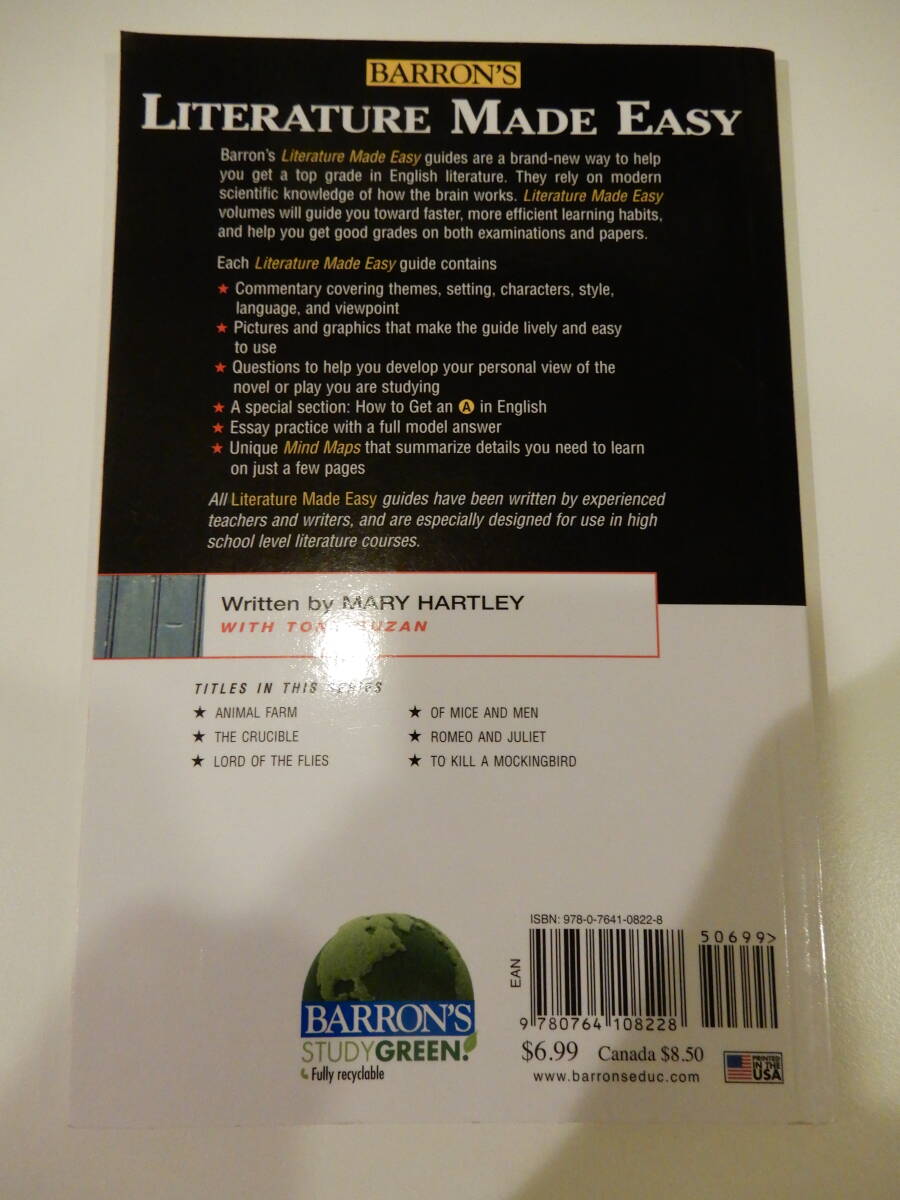 BARRON'S
LITERATURE MADE EASY
Barron's Literature Made Easy guides are a brand-new way to help
you get a top grade in English literature. They rely on modern
scientific knowledge of how the brain works. Literature Made Easy
volumes will guide you toward faster, more efficient learning habits,
and help you get good grades on both examinations and papers.
Each Literature Made Easy guide contains
★ Commentary covering themes, setting, characters, style,
language, and viewpoint
★ Pictures and graphics that make the guide lively and easy
to use
★ Questions to help you develop your personal view of the
novel or play you are studying
★ A special section: How to Get an A in English
★ Essay practice with a full model answer
★ Unique Mind Maps that summarize details you need to learn
on just a few pages
All Literature Made Easy guides have been written by experienced
teachers and writers, and are especially designed for use in high
school level literature courses.
Written by MARY HARTLEY
WITH
TITLES IN THIS SERIES
★ ANIMAL FARM
★ THE CRUCIBLE
★ LORD OF THE FLIES
★ OF MICE AND MEN
★ ROMEO AND JULIET
★ TO KILL A MOCKINGBIRD
BARRON'S
STUDYGREEN!
Fully recyclable
ISBN: 978-0-7641-0822-8
50699>
EAN
9 780764 108228
$6.99 Canada $8.50
www.barronseduc.com
PRINTED
IN THE
USA